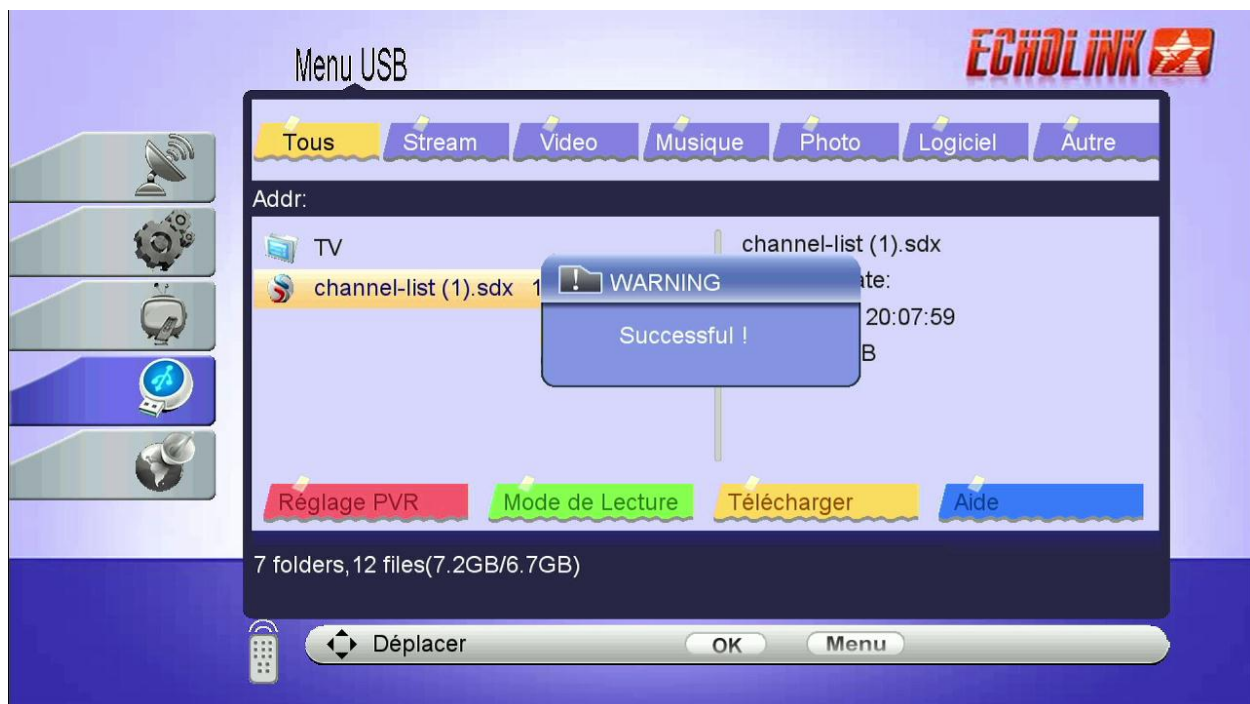 Menu USB
ECHOLINK
Tous Stream Video Musique Photo Logiciel Autre
Addr:
TV
channel-list (1).sdx 1
channel-list (1).sdx
ate:
20:07:59
B
WARNING
Successful !
Réglage PVR Mode de Lecture Télécharger Aide
7 folders,12 files(7.2GB/6.7GB)
Déplacer OK Menu